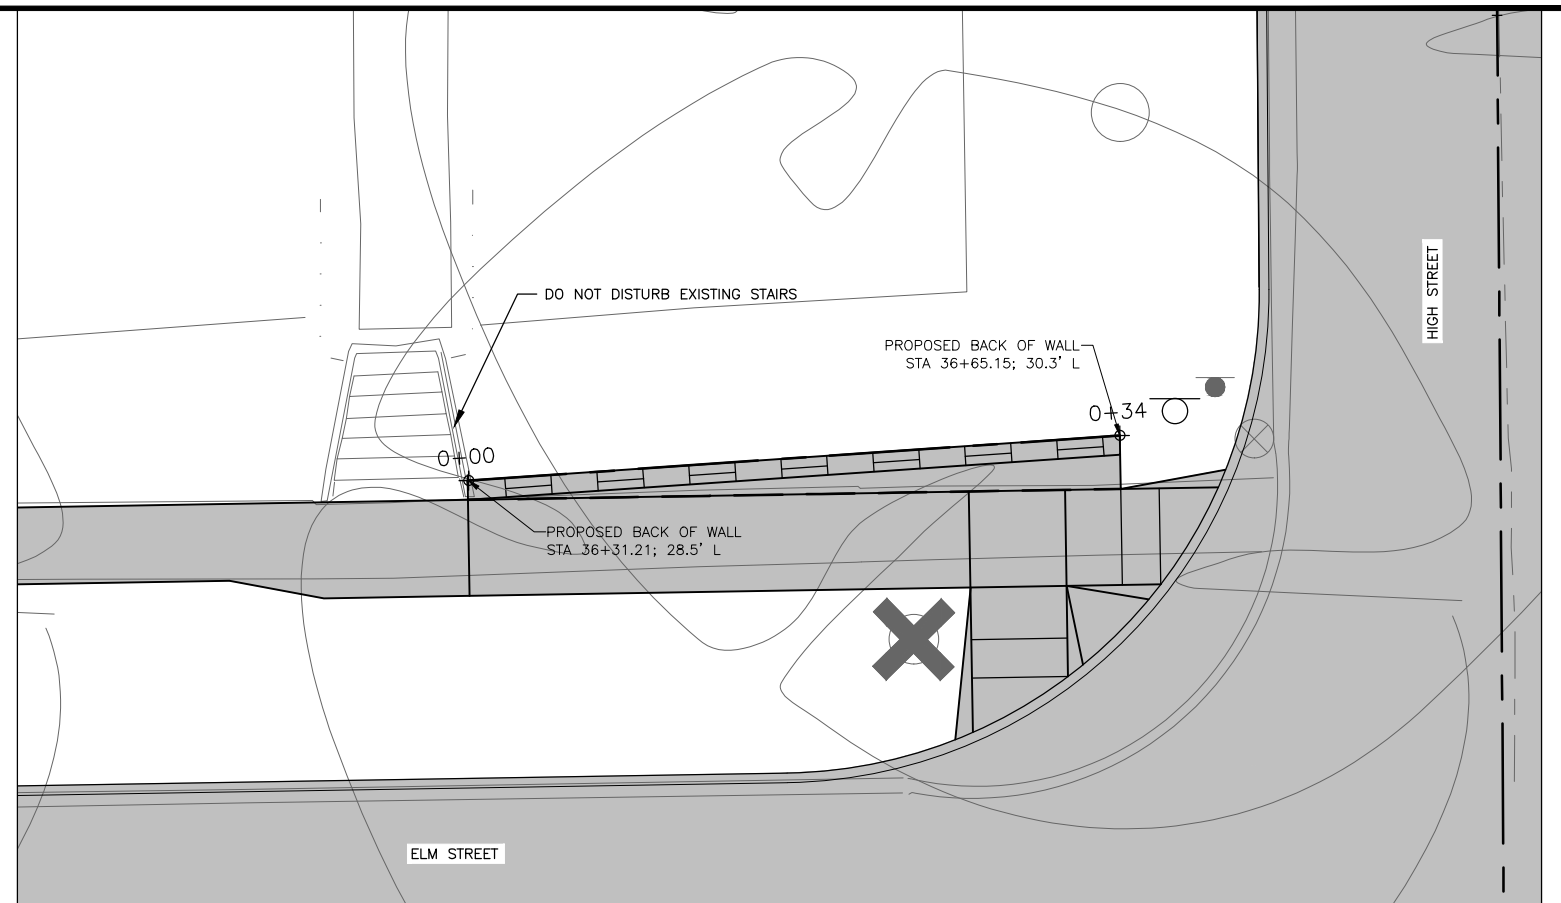 DO NOT DISTURB EXISTING STAIRS
PROPOSED BACK OF WALL
STA 36+65.15; 30.3' L
0+34
0+00
PROPOSED BACK OF WALL
STA 36+31.21; 28.5' L
HIGH STREET
ELM STREET